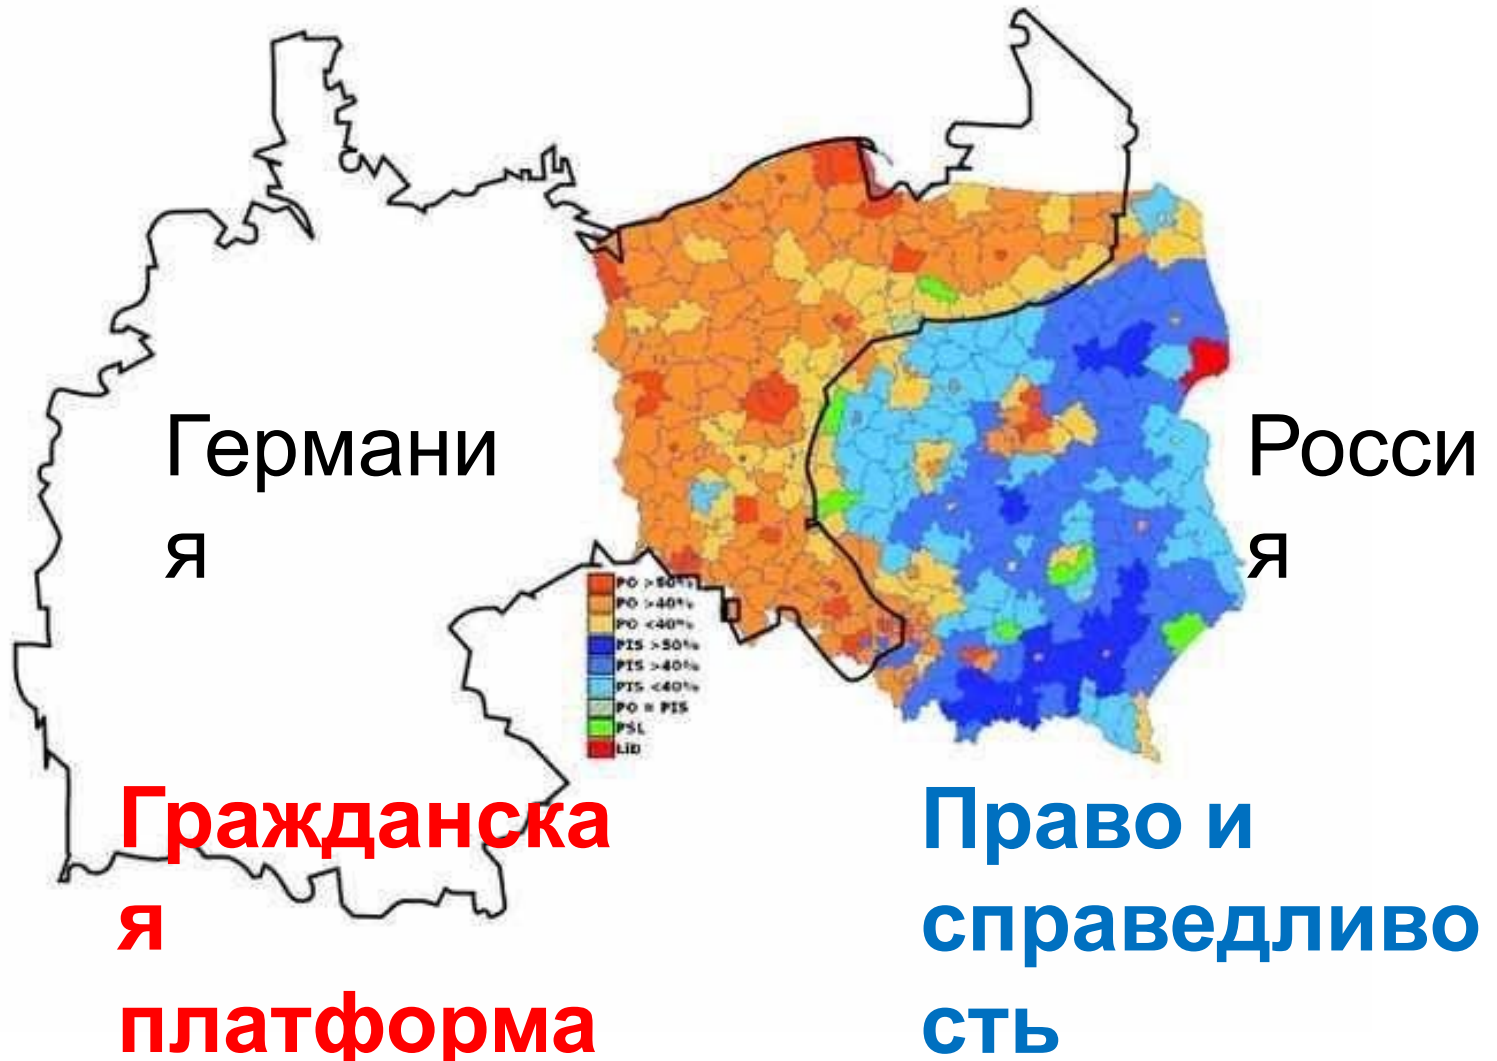 Германи
я
Росси
я
PO >50%
PO >40%
PO <40%
PIS >50%
PIS >40%
PIS <40%
PO = PIS
PSL
LiD
Гражданска
я
платформа
Право и
справедливо
сть